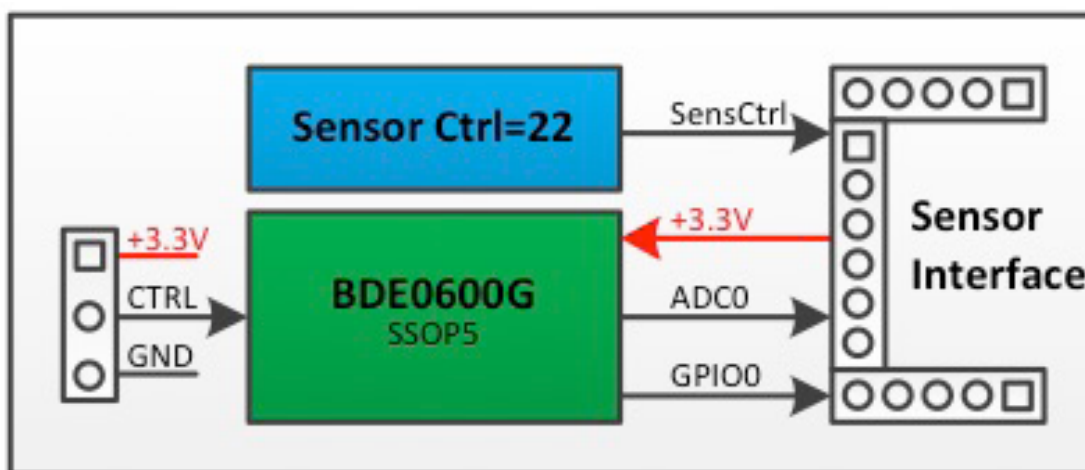 Sensor Ctrl=22
SensCtrl
+3.3V
+3.3V
CTRL
GND
BDE0600G
SSOP5
ADC0
GPIO0
Sensor
Interface